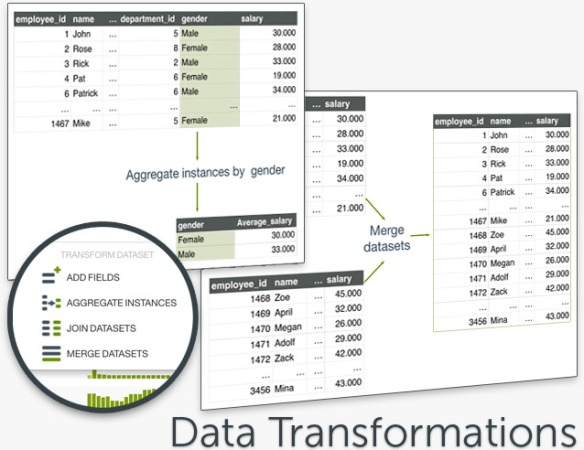 employee_id name ... department_id gender salary
1 John 5 Male 30.000
2 Rose 8 Female 28.000
3 Rick 2 Male 33.000
4 Pat 6 Female 19.000
6 Patrick 6 Male 34.000
... ... ... ...
1467 Mike 5 Female 21.000
Aggregate instances by gender
gender Average_salary
Female 30.000
Male 33.000
... salary
... 30.000
... 28.000
... 33.000
... 19.000
... 34.000
... ...
... 21.000
Merge
datasets
employee_id name ... salary
1468 Zoe ... 45.000
1469 April ... 32.000
1470 Megan ... 26.000
1471 Adolf ... 29.000
1472 Zack ... 42.000
... ... ... ...
3456 Mina ... 43.000
employee_id name ... salary
1 John ... 30.000
2 Rose ... 28.000
3 Rick ... 33.000
4 Pat ... 19.000
6 Patrick ... 34.000
... ... ... ...
1467 Mike ... 21.000
1468 Zoe ... 45.000
1469 April ... 32.000
1470 Megan ... 26.000
1471 Adolf ... 29.000
1472 Zack ... 42.000
... ... ...
3456 Mina ... 43.000
TRANSFORM DATASET
ADD FIELDS
AGGREGATE INSTANCES
JOIN DATASETS
MERGE DATASETS
Data Transformations